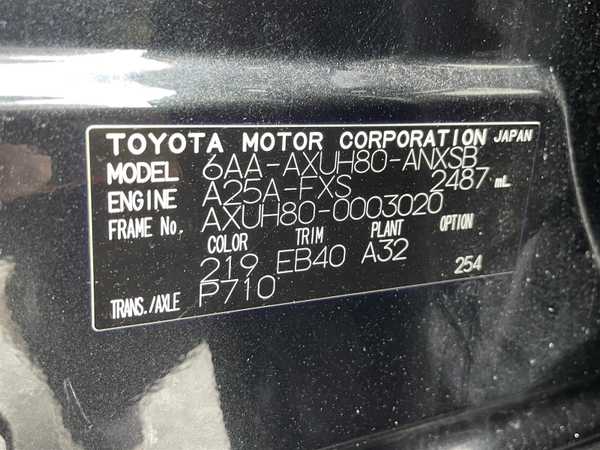 TOYOTA MOTOR CORPORATION JAPAN
MODEL 6AA-AXUH80-ANXSB
ENGINE A25A-FXS 2487 mL
FRAME No. AXUH80-0003020
COLOR TRIM PLANT OPTION
219 EB40 A32 254
TRANS./AXLE P710